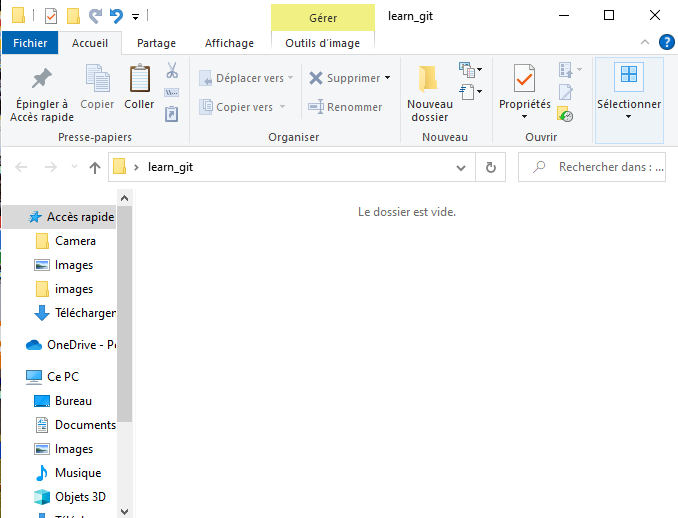 Gérer
learn_git
Fichier
Accueil
Partage
Affichage
Outils d'image
Épingler à
Accès rapide
Copier
Coller
Déplacer vers
Copier vers
Supprimer
Renommer
Nouveau
dossier
Propriétés
Sélectionner
Presse-papiers
Organiser
Nouveau
Ouvrir
learn_git
Rechercher dans : ...
Le dossier est vide.
Accès rapide
Camera
Images
images
Téléchargen
OneDrive - Pe
Ce PC
Bureau
Documents
Images
Musique
Objets 3D